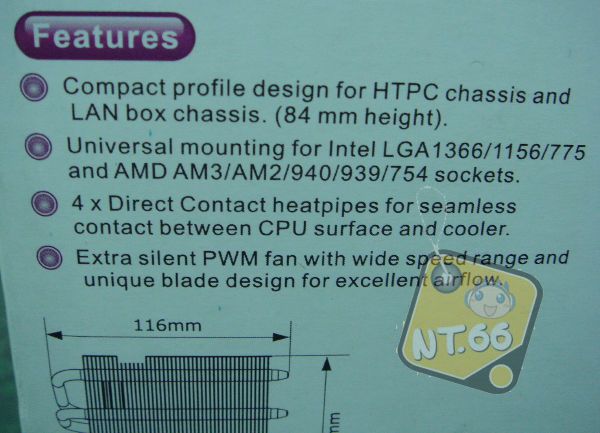 Features
Compact profile design for HTPC chassis and
LAN box chassis. (84 mm height).
Universal mounting for Intel LGA1366/1156/775
and AMD AM3/AM2/940/939/754 sockets.
4 x Direct Contact heatpipes for seamless
contact between CPU surface and cooler.
Extra silent PWM fan with wide speed range and
unique blade design for excellent airflow.
NT.66
116mm
mm